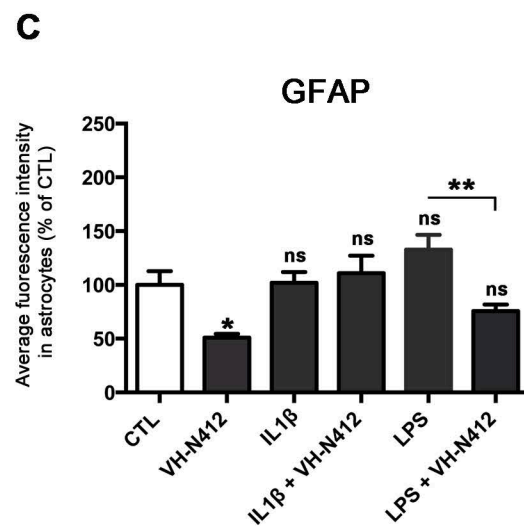 C
GFAP
Average fluorescence intensity
in astrocytes (% of CTL)
250
200
150
100
50
0
*
ns
ns
ns
**
ns
CTL
VH-N412
IL1β
IL1β + VH-N412
LPS
LPS + VH-N412